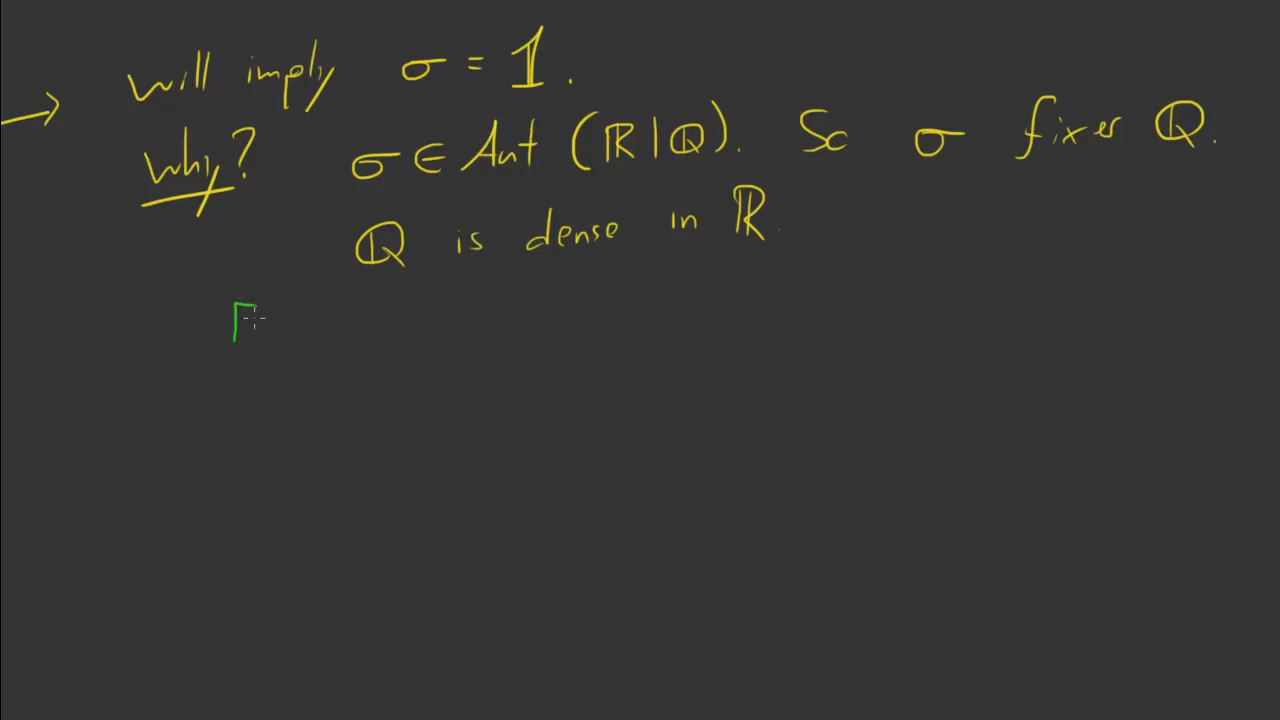 → will imply σ = 𝟙.
why? σ ∈ Aut (ℝ | ℚ). So σ fixes ℚ.
ℚ is dense in ℝ.